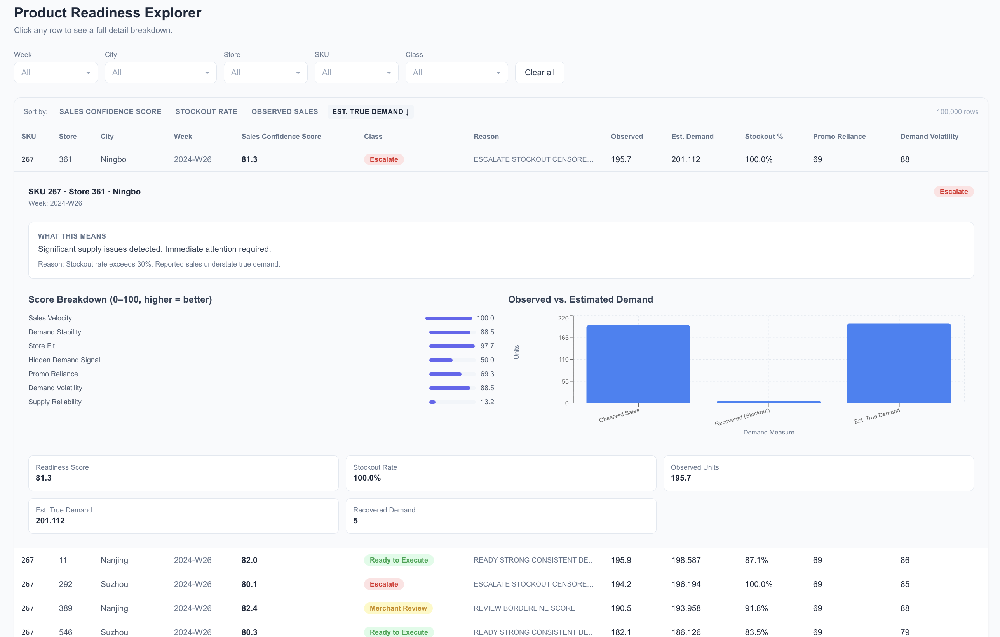 Product Readiness Explorer
Click any row to see a full detail breakdown.
Week City Store SKU Class
All All All All All Clear all
Sort by: SALES CONFIDENCE SCORE STOCKOUT RATE OBSERVED SALES EST. TRUE DEMAND ↓ 100,000 rows
SKU Store City Week Sales Confidence Score Class Reason Observed Est. Demand Stockout % Promo Reliance Demand Volatility
267 361 Ningbo 2024-W26 81.3 Escalate ESCALATE STOCKOUT CENSORE… 195.7 201.112 100.0% 69 88
SKU 267 · Store 361 · Ningbo Escalate
Week: 2024-W26
WHAT THIS MEANS
Significant supply issues detected. Immediate attention required.
Reason: Stockout rate exceeds 30%. Reported sales understate true demand.
Score Breakdown (0–100, higher = better)
Sales Velocity 100.0
Demand Stability 88.5
Store Fit 97.7
Hidden Demand Signal 50.0
Promo Reliance 69.3
Demand Volatility 88.5
Supply Reliability 13.2
Observed vs. Estimated Demand
Units
220
165
110
55
0
Observed Sales Recovered (Stockout) Est. True Demand
Demand Measure
Readiness Score Stockout Rate Observed Units
81.3 100.0% 195.7
Est. True Demand Recovered Demand
201.112 5
267 11 Nanjing 2024-W26 82.0 Ready to Execute READY STRONG CONSISTENT DE… 195.9 198.587 87.1% 69 86
267 292 Suzhou 2024-W26 80.1 Escalate ESCALATE STOCKOUT CENSORE… 194.2 196.194 100.0% 69 85
267 389 Nanjing 2024-W26 82.4 Merchant Review REVIEW BORDERLINE SCORE 190.5 193.958 91.8% 69 88
267 546 Suzhou 2024-W26 80.3 Ready to Execute READY STRONG CONSISTENT DE… 182.1 186.126 83.5% 69 79